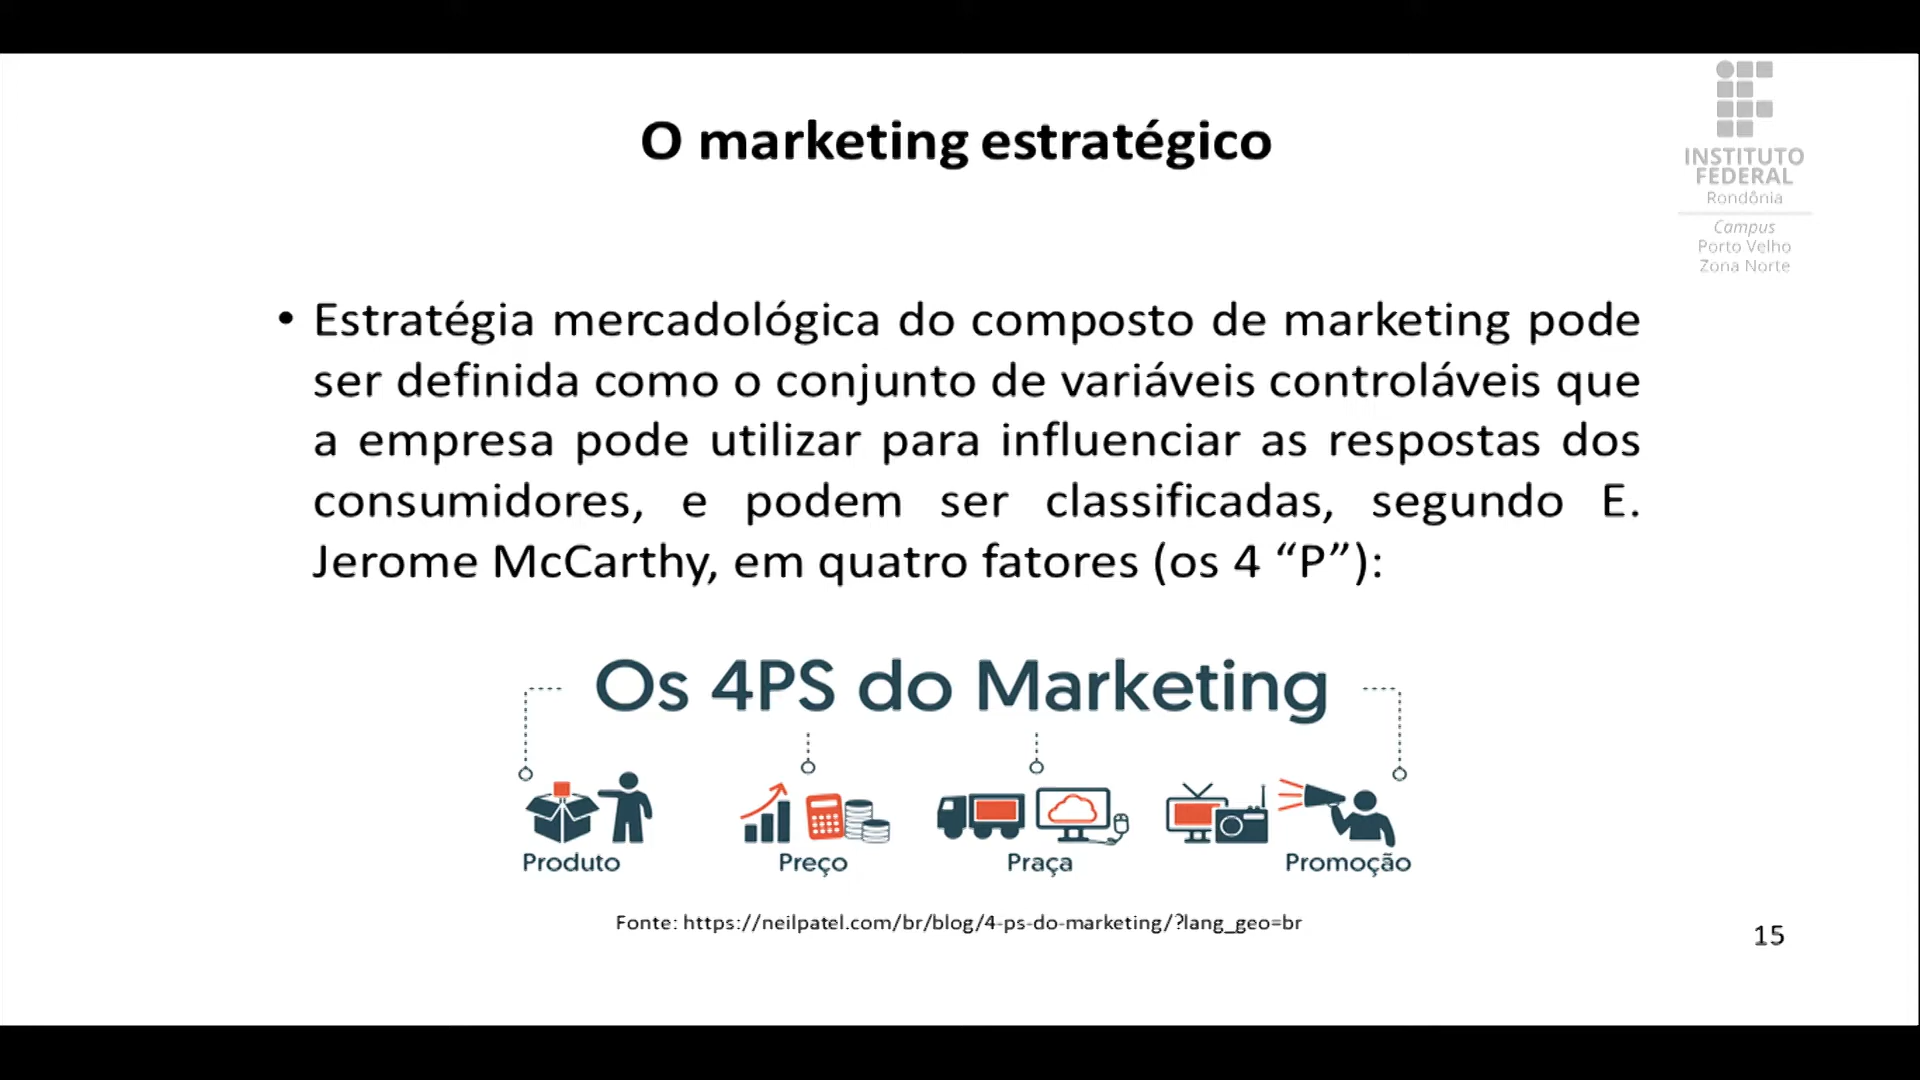 O marketing estratégico
INSTITUTO
FEDERAL
Rondônia
Campus
Porto Velho
Zona Norte
• Estratégia mercadológica do composto de marketing pode
ser definida como o conjunto de variáveis controláveis que
a empresa pode utilizar para influenciar as respostas dos
consumidores, e podem ser classificadas, segundo E.
Jerome McCarthy, em quatro fatores (os 4 “P”):
Os 4PS do Marketing
Produto
Preço
Praça
Promoção
Fonte: https://neilpatel.com/br/blog/4-ps-do-marketing/?lang_geo=br
15